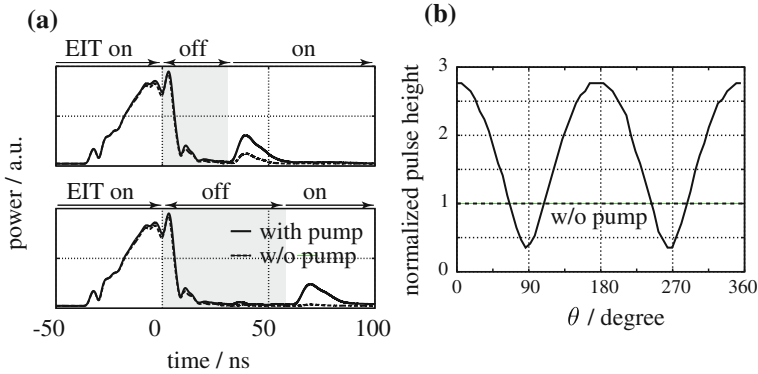 (a)
EIT on
off
on
EIT on
off
on
with pump
w/o pump
power / a.u.
-50
0
50
100
time / ns
(b)
normalized pulse height
3
2
1
0
w/o pump
0
90
180
270
360
θ / degree